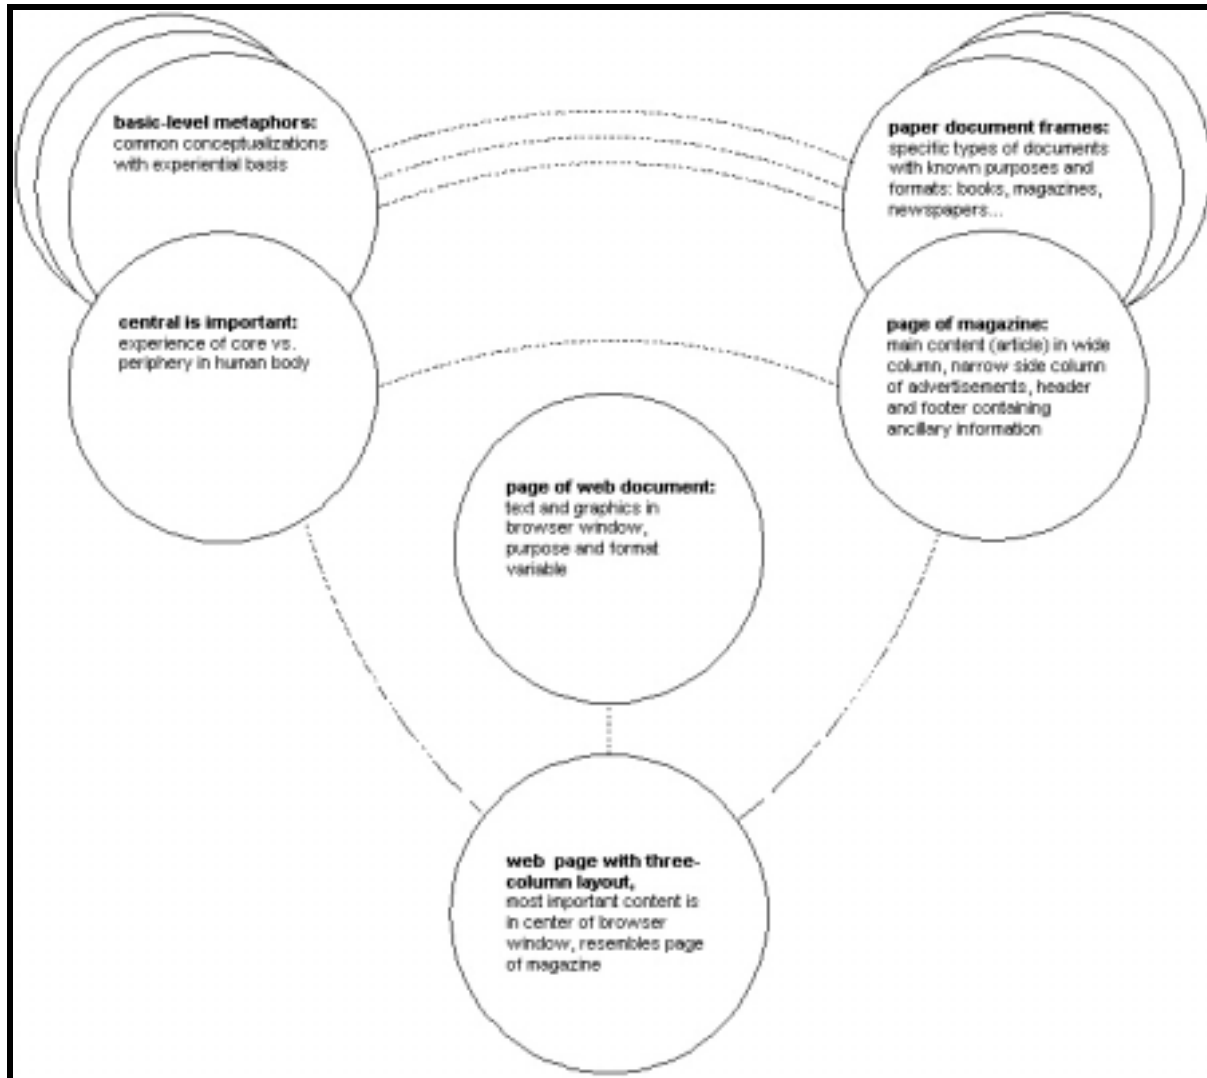 basic-level metaphors:
common conceptualizations
with experiential basis
paper document frames:
specific types of documents
with known purposes and
formats: books, magazines,
newspapers...
central is important:
experience of core vs.
periphery in human body
page of magazine:
main content (article) in wide
column, narrow side column
of advertisements, header
and footer containing
ancillary information
page of web document:
text and graphics in
browser window,
purpose and format
variable
web page with three-
column layout,
most important content is
in center of browser
window, resembles page
of magazine